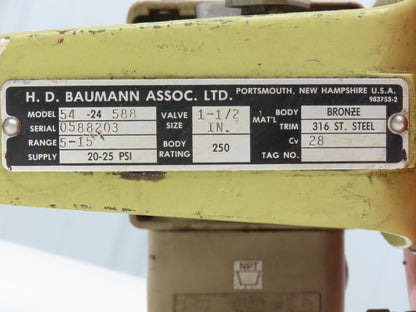 H. D. BAUMANN ASSOC. LTD. PORTSMOUTH, NEW HAMPSHIRE U.S.A.
983753-2
MODEL 54 -24 588 VALVE SIZE 1-1/2 IN. BODY MAT'L BRONZE
SERIAL 0588203 TRIM 316 ST. STEEL
RANGE 5-15 BODY RATING 250 Cv 28
SUPPLY 20-25 PSI TAG NO.
NPT